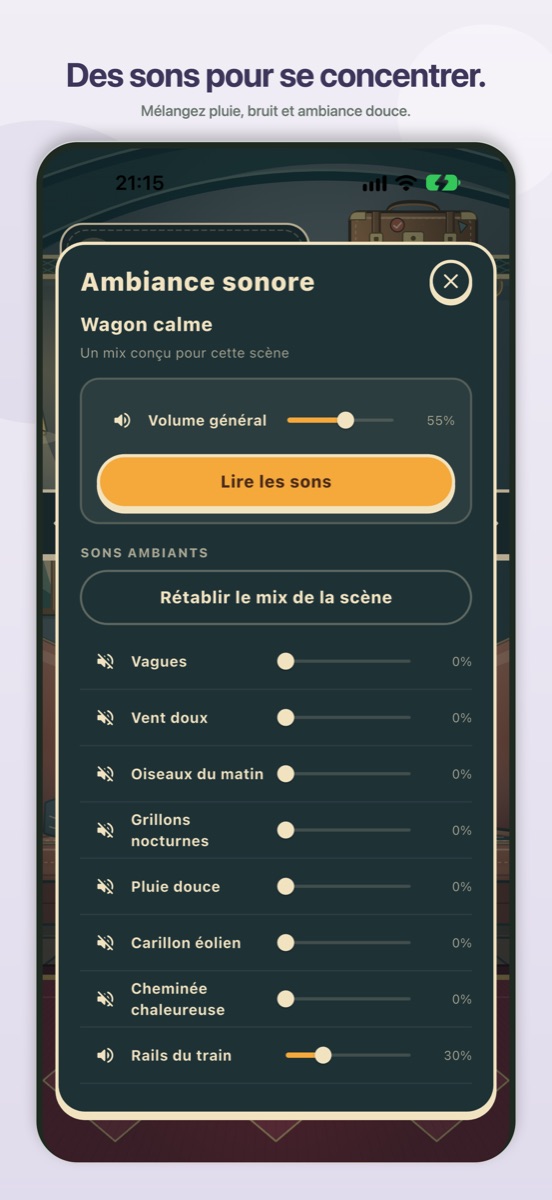 Des sons pour se concentrer.
Mélangez pluie, bruit et ambiance douce.
21:15
Ambiance sonore
Wagon calme
Un mix conçu pour cette scène
Volume général 55%
Lire les sons
SONS AMBIANTS
Rétablir le mix de la scène
Vagues 0%
Vent doux 0%
Oiseaux du matin 0%
Grillons
nocturnes 0%
Pluie douce 0%
Carillon éolien 0%
Cheminée
chaleureuse 0%
Rails du train 30%